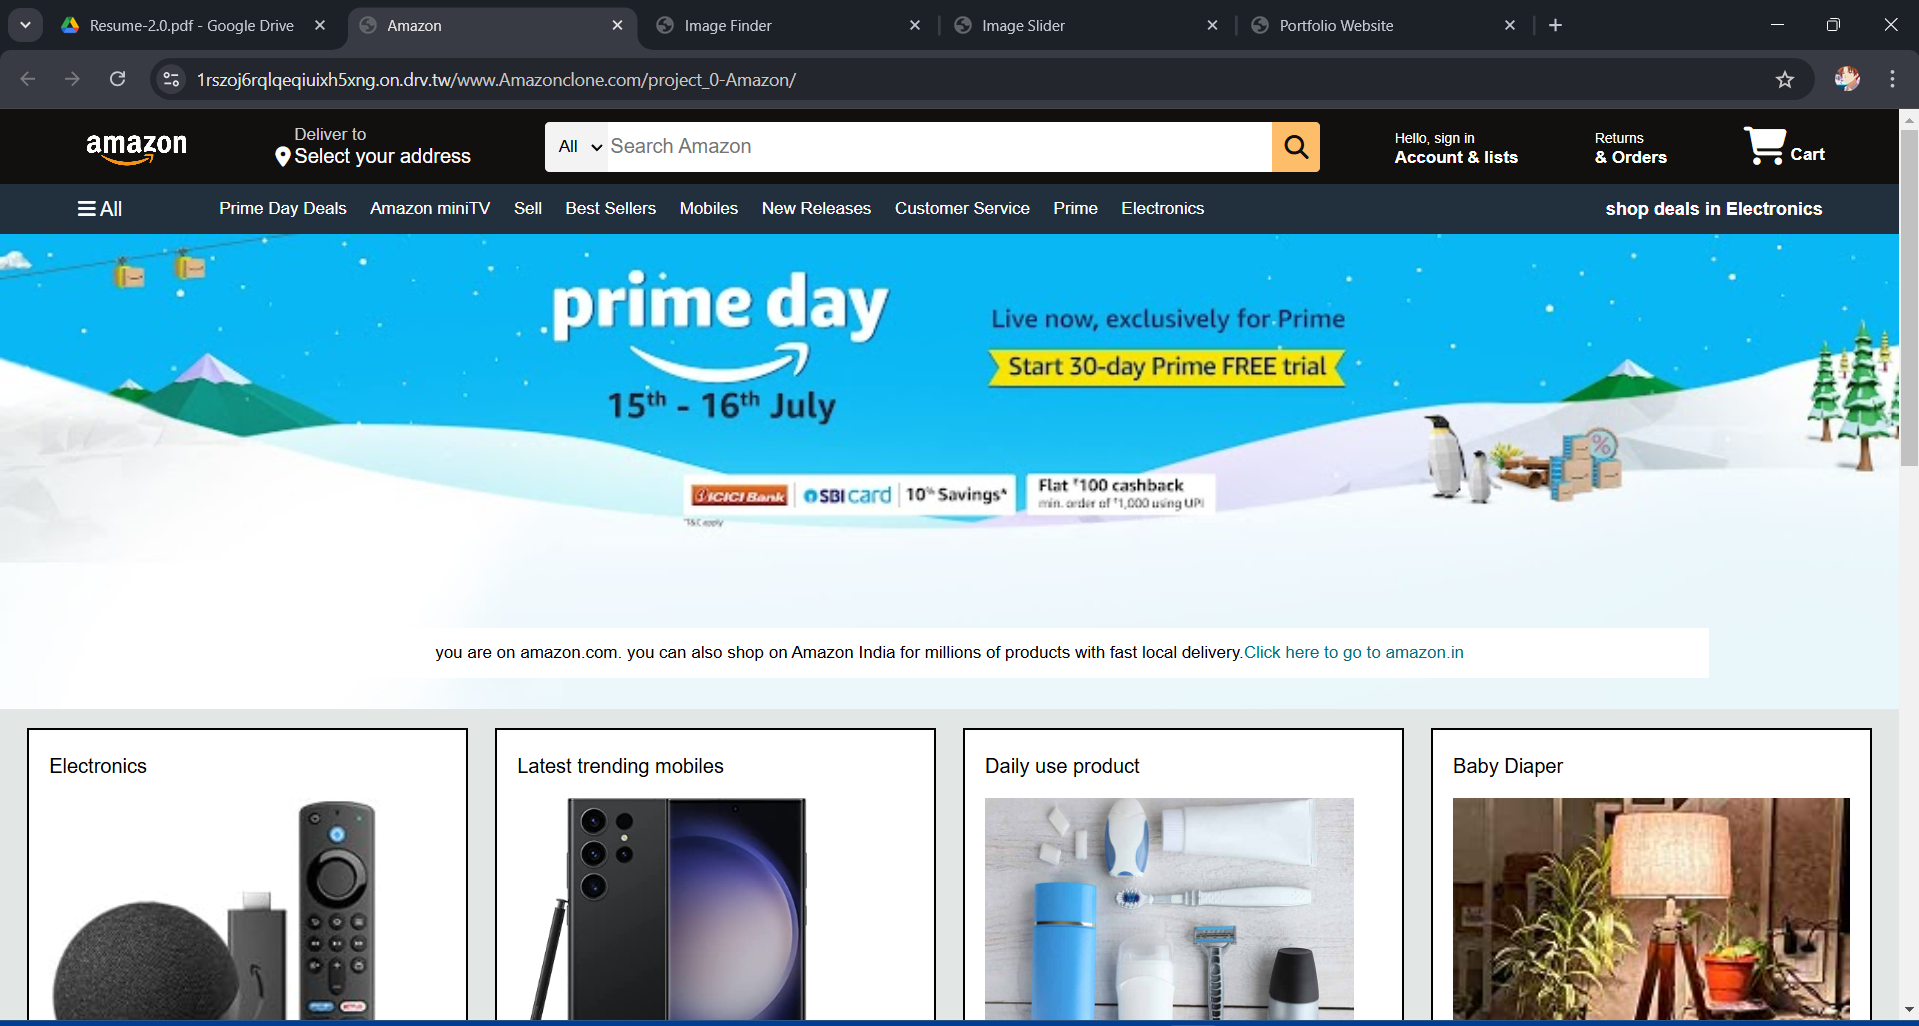 Resume-2.0.pdf - Google Drive
Amazon
Image Finder
Image Slider
Portfolio Website
1rszoj6rqlqeqiuixh5xng.on.drv.tw/www.Amazonclone.com/project_0-Amazon/
amazon
Deliver to
Select your address
All
Search Amazon
Hello, sign in
Account & lists
Returns
& Orders
Cart
All
Prime Day Deals
Amazon miniTV
Sell
Best Sellers
Mobiles
New Releases
Customer Service
Prime
Electronics
shop deals in Electronics
prime day
15th - 16th July
Live now, exclusively for Prime
Start 30-day Prime FREE trial
ICICI Bank
SBI card
10% Savings*
*T&C apply
Flat ₹100 cashback
min. order of ₹1,000 using UPI
you are on amazon.com. you can also shop on Amazon India for millions of products with fast local delivery.Click here to go to amazon.in
Electronics
Latest trending mobiles
Daily use product
Baby Diaper